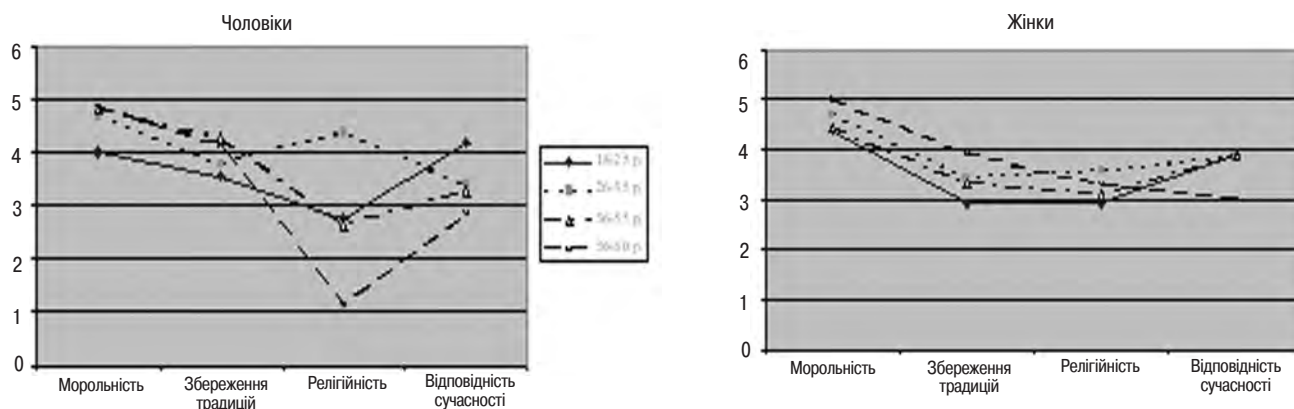 Чоловіки
6
5
4
3
2
1
0
Морольність
Збереження
традицій
Релігійність
Відповідність
сучасності
Жінки
6
5
4
3
2
1
0
Морольність
Збереження
традицій
Релігійність
Відповідність
сучасності